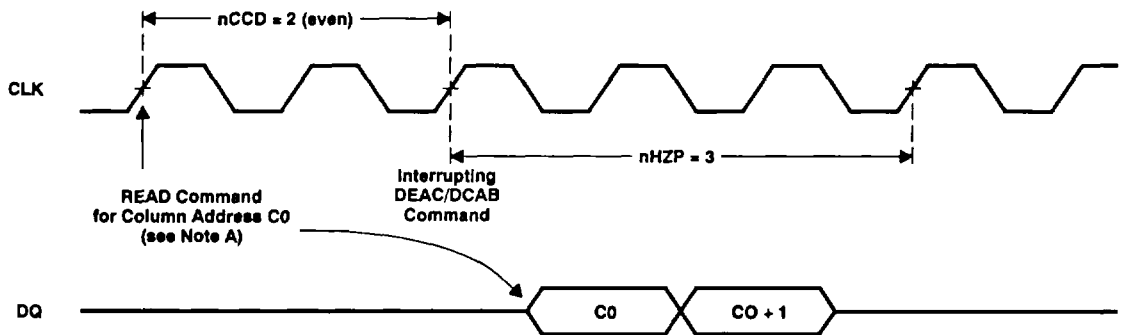 nCCD = 2 (even)
CLK
nHZP = 3
READ Command
for Column Address C0
(see Note A)
Interrupting
DEAC/DCAB
Command
DQ
C0
CO + 1